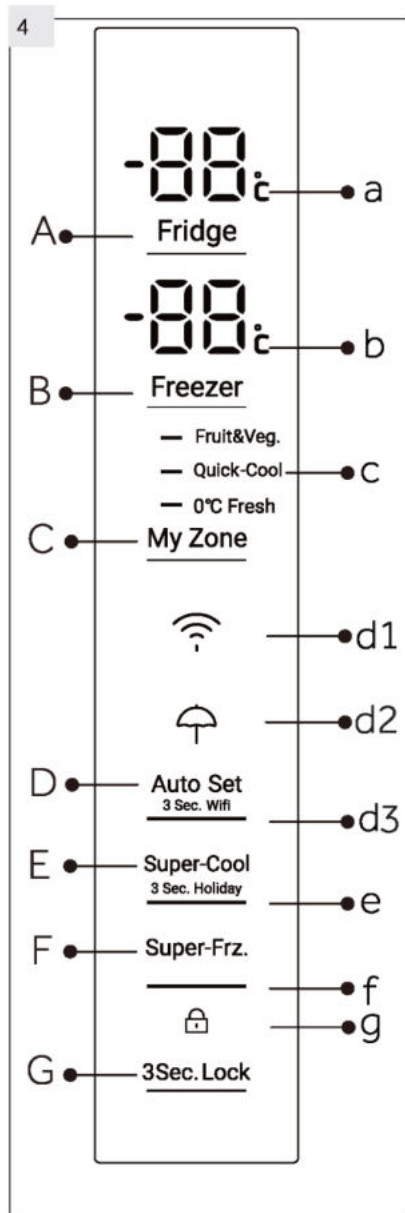 4
-88°c
a
A
Fridge
-88°c
b
B
Freezer
Fruit&Veg.
Quick-Cool
c
0°C Fresh
C
My Zone
d1
d2
D
Auto Set
3 Sec. Wifi
d3
E
Super-Cool
3 Sec. Holiday
e
F
Super-Frz.
f
g
G
3Sec.Lock